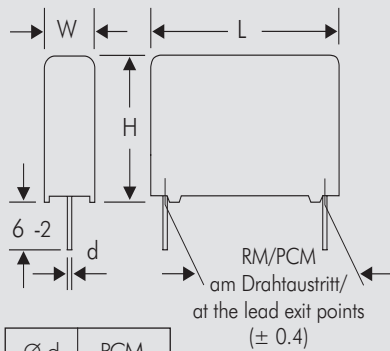 W
L
H
6 -2
d
RM/PCM
am Drahtaustritt/
at the lead exit points
(± 0.4)
Ø d
PCM